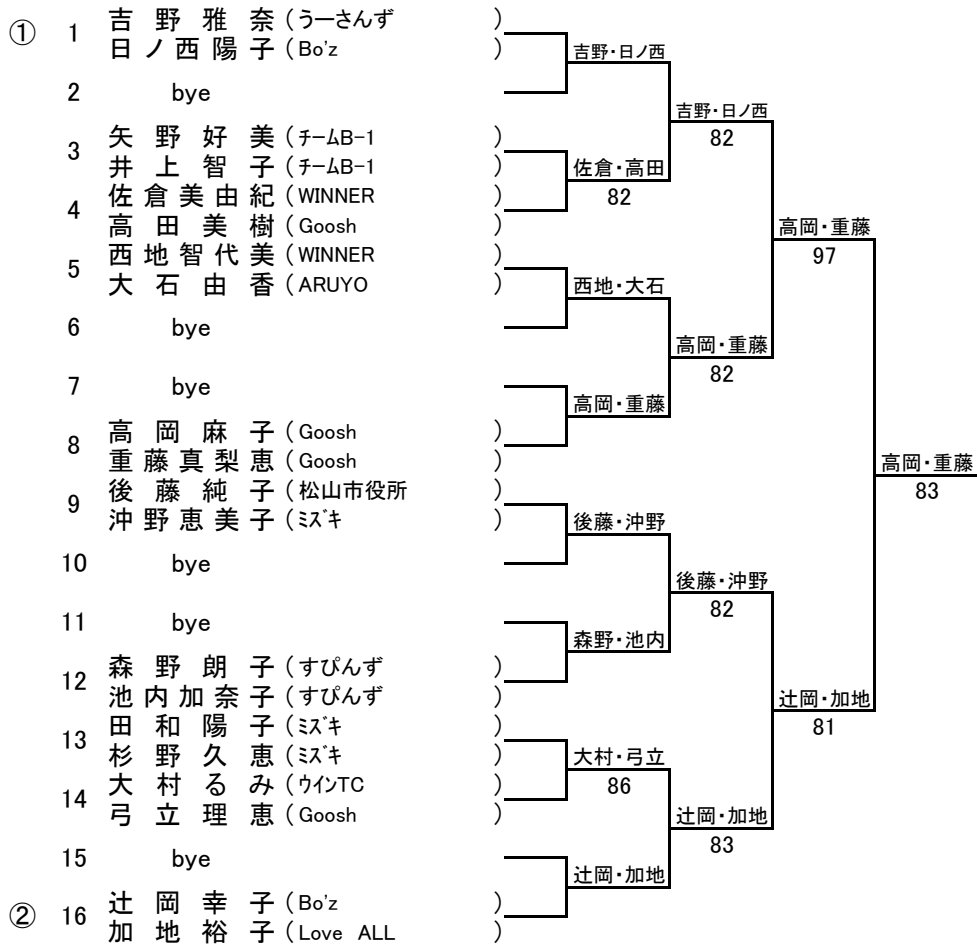 ① 1 吉野雅奈(うーさんず )
日ノ西陽子(Bo'z )
2 bye
3 矢野好美(チームB-1 )
井上智子(チームB-1 )
4 佐倉美由紀(WINNER )
高田美樹(Goosh )
5 西地智代美(WINNER )
大石由香(ARUYO )
6 bye
7 bye
8 高岡麻子(Goosh )
重藤真梨恵(Goosh )
9 後藤純子(松山市役所 )
沖野恵美子(ミズキ )
10 bye
11 bye
12 森野朗子(すぴんず )
池内加奈子(すぴんず )
13 田和陽子(ミズキ )
杉野久恵(ミズキ )
14 大村るみ(ウインTC )
弓立理恵(Goosh )
15 bye
② 16 辻岡幸子(Bo'z )
加地裕子(Love ALL )
吉野・日ノ西
佐倉・高田
82
西地・大石
高岡・重藤
後藤・沖野
森野・池内
大村・弓立
86
辻岡・加地
吉野・日ノ西
82
高岡・重藤
82
後藤・沖野
82
辻岡・加地
83
高岡・重藤
97
辻岡・加地
81
高岡・重藤
83